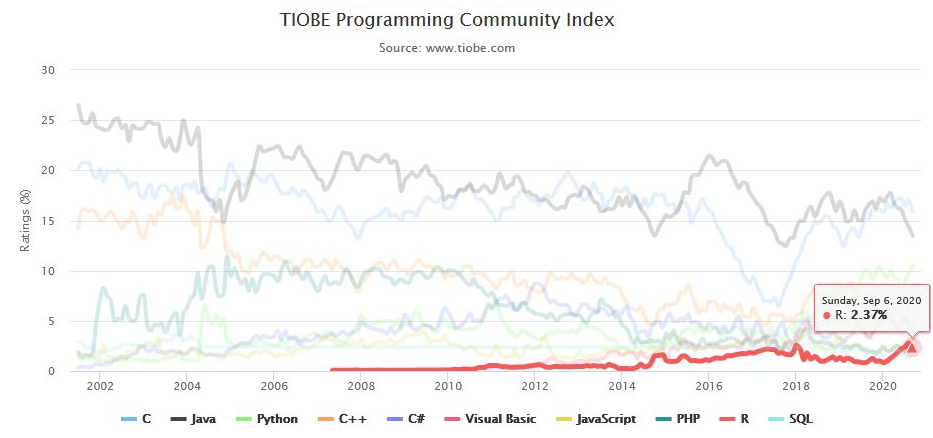 TIOBE Programming Community Index
Source: www.tiobe.com
Ratings (%)
30
25
20
15
10
5
0
Sunday, Sep 6, 2020
● R: 2.37%
2002 2004 2006 2008 2010 2012 2014 2016 2018 2020
C Java Python C++ C# Visual Basic JavaScript PHP R SQL